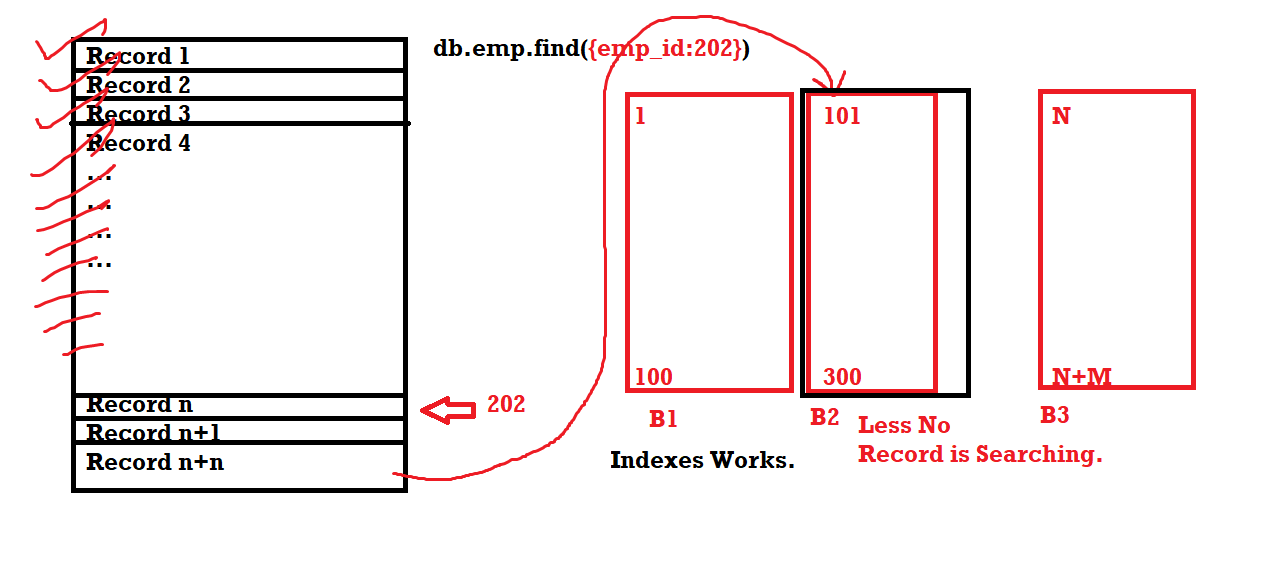 Record 1
Record 2
Record 3
Record 4
...
...
...
...
Record n
Record n+1
Record n+n
202
db.emp.find({emp_id:202})
1
100
B1
101
300
B2
N
N+M
B3
Indexes Works.
Less No
Record is Searching.